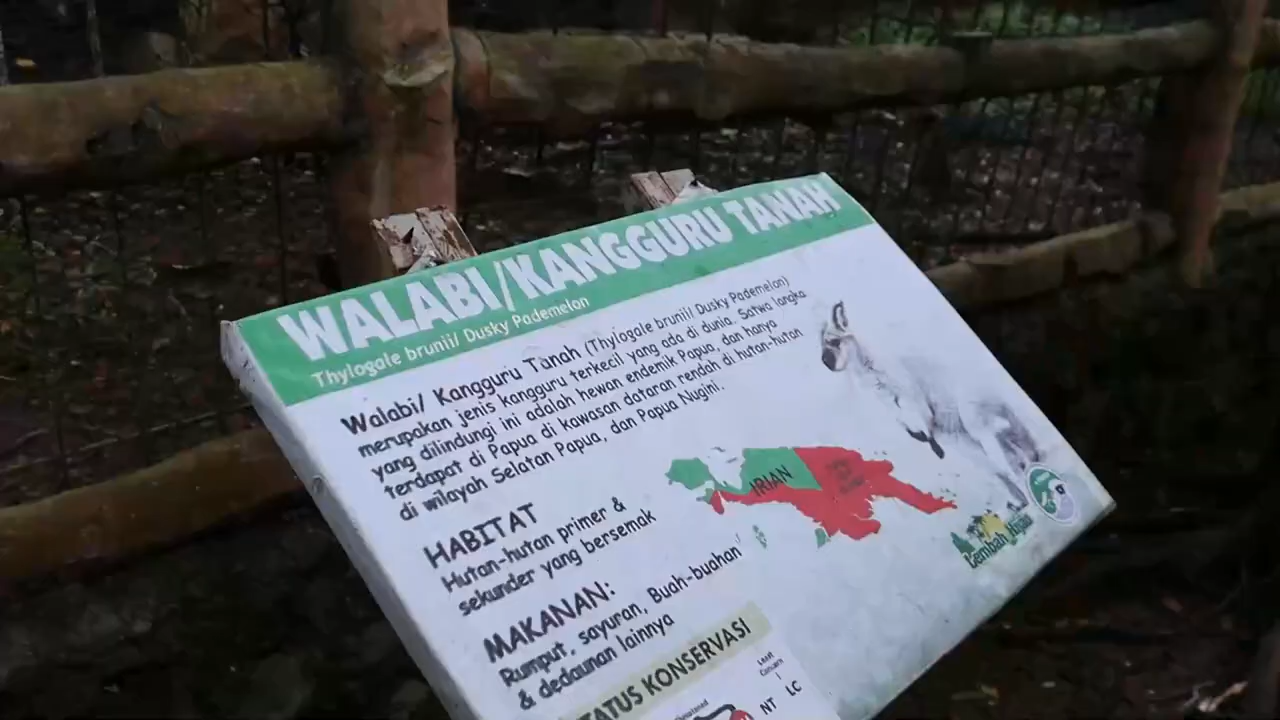 WALABI/KANGGURU TANAH
Thylogale brunii/ Dusky Pademelon
Walabi/ Kangguru Tanah (Thylogale brunii/ Dusky Pademelon)
merupakan jenis kangguru terkecil yang ada di dunia. Satwa langka
yang dilindungi ini adalah hewan endemik Papua, dan hanya
terdapat di Papua di kawasan dataran rendah di hutan-hutan
di wilayah Selatan Papua, dan Papua Nugini.
HABITAT
Hutan-hutan primer &
sekunder yang bersemak
IRIAN
MAKANAN:
Rumput, sayuran, Buah-buahan
& dedaunan lainnya
Lembah Hijau
TATUS KONSERVASI
Least
Concern
NT LC